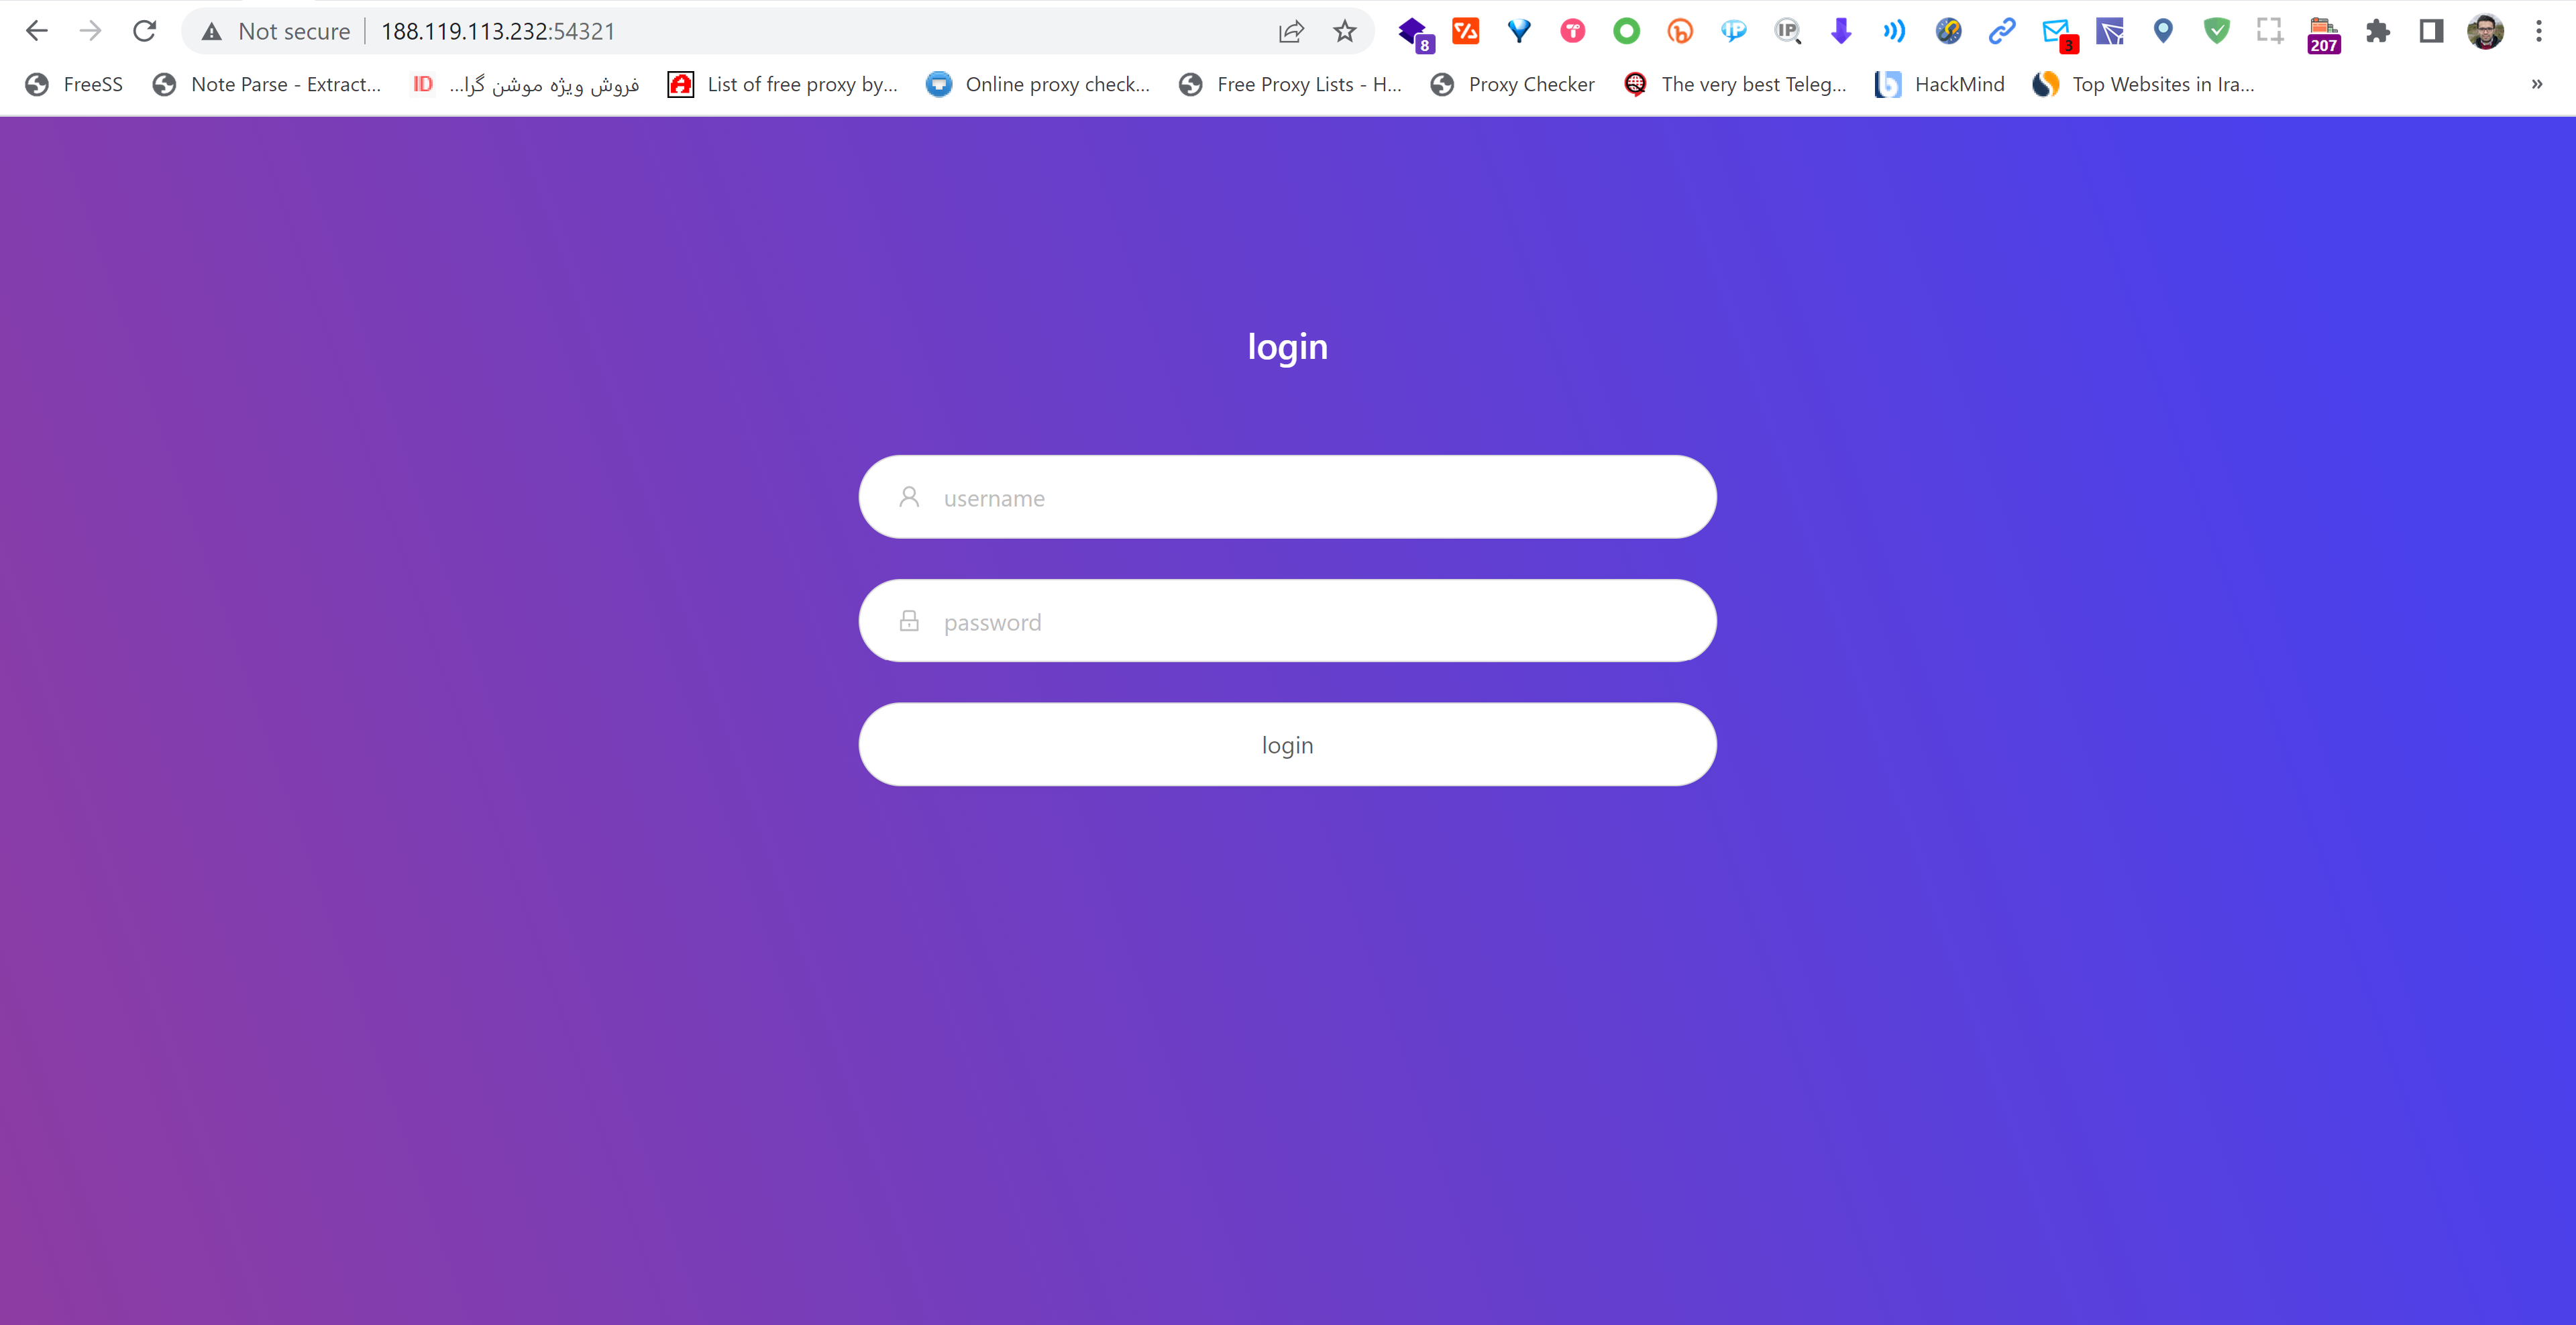 Not secure 188.119.113.232:54321
8
3
207
FreeSS Note Parse - Extract... ID فروش ویژه موشن گرا... List of free proxy by... Online proxy check... Free Proxy Lists - H... Proxy Checker The very best Teleg... HackMind Top Websites in Ira... »
login
username
password
login